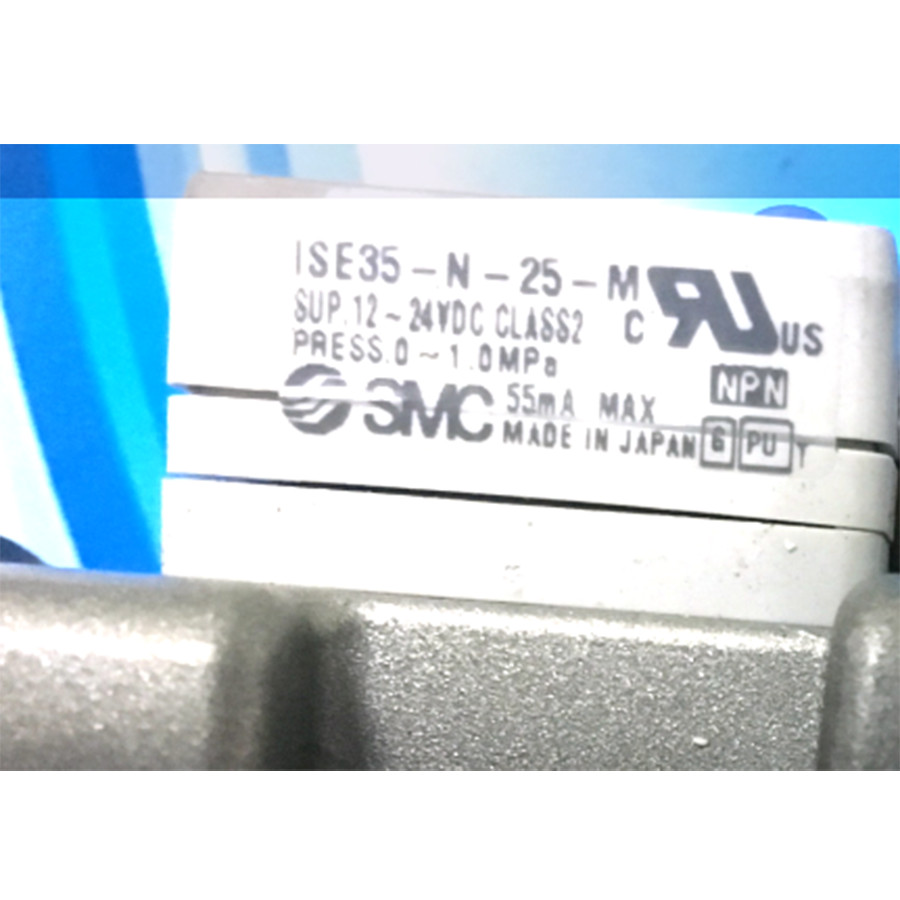 ISE35-N-25-M
SUP.12~24VDC CLASS2
PRESS.0~1.0MPa
C RU US
NPN
SMC 55mA MAX
MADE IN JAPAN G PU T